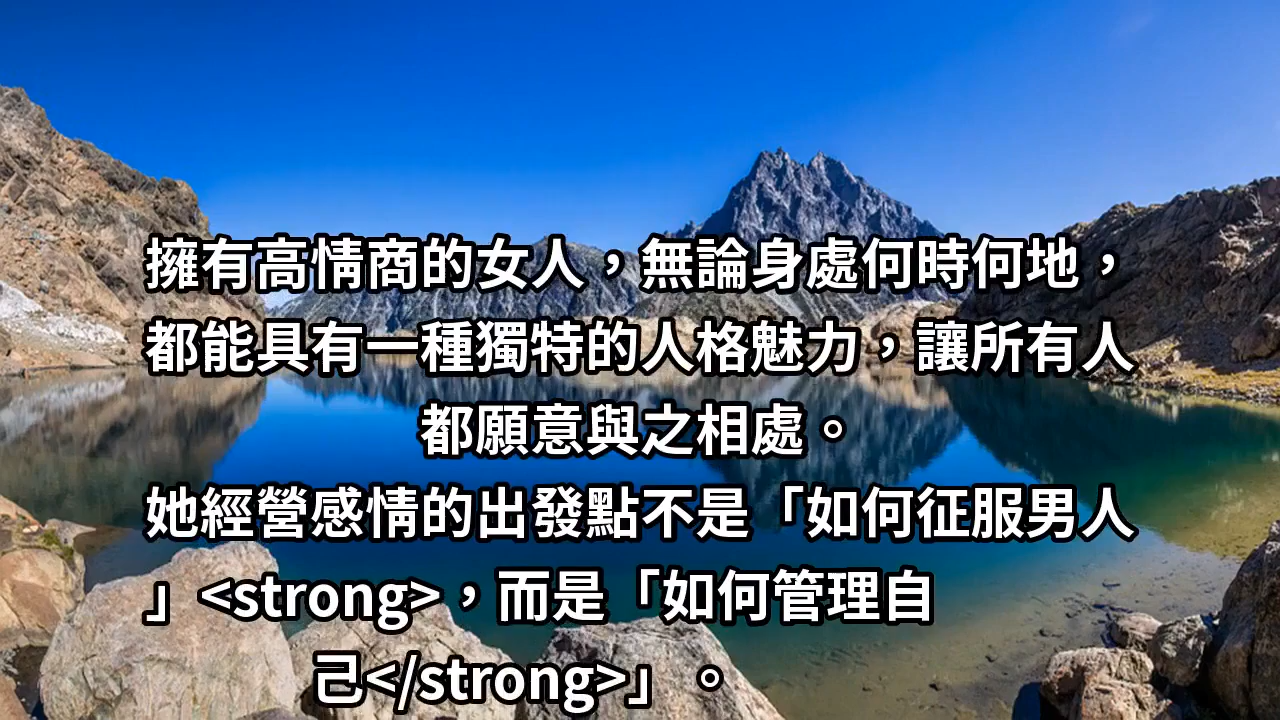 擁有高情商的女人，無論身處何時何地，
都能具有一種獨特的人格魅力，讓所有人
都願意與之相處。
她經營感情的出發點不是「如何征服男人
」<strong>，而是「如何管理自
己</strong>」。